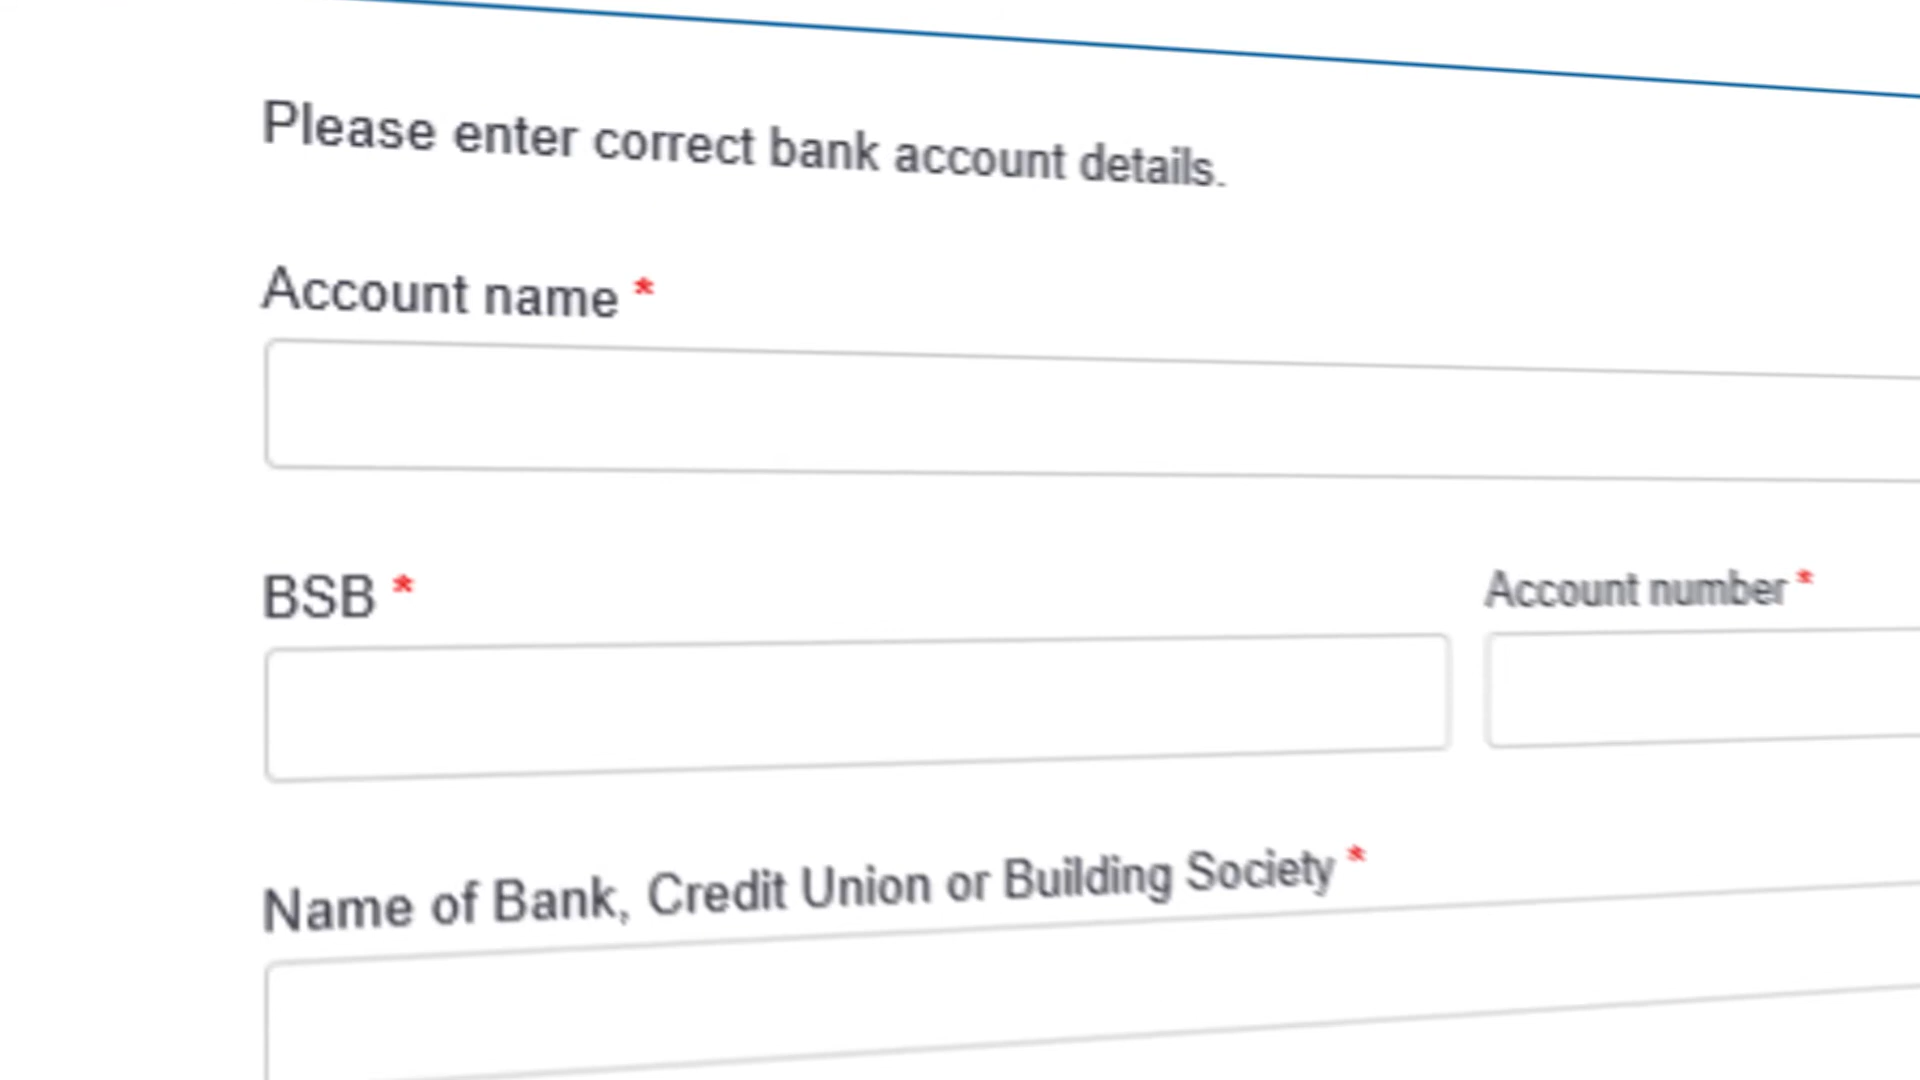 Please enter correct bank account details.
Account name *
BSB *
Account number *
Name of Bank, Credit Union or Building Society *